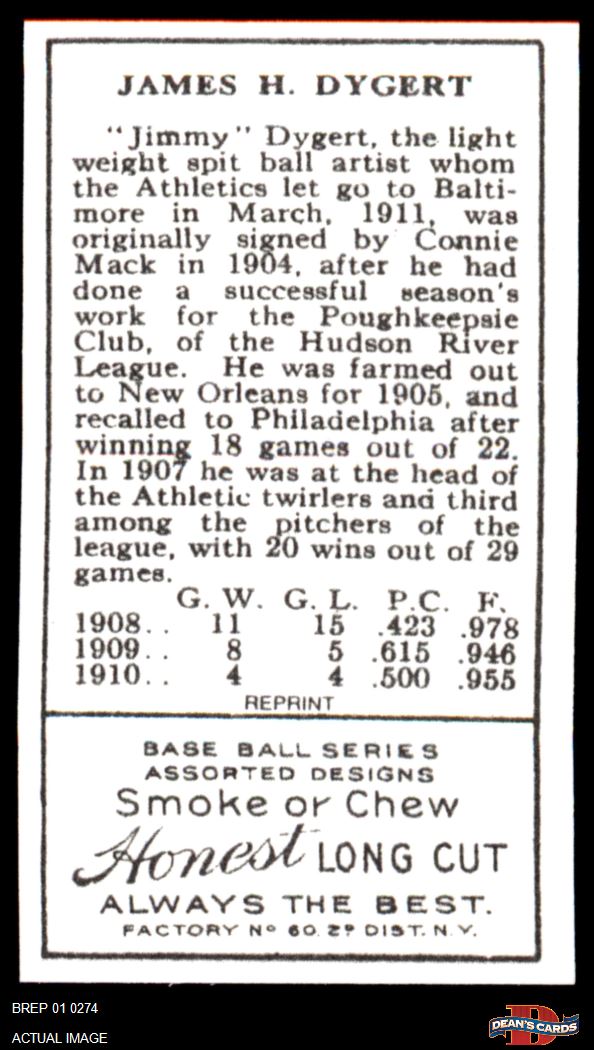 JAMES H. DYGERT
"Jimmy" Dygert, the light
weight spit ball artist whom
the Athletics let go to Balti-
more in March, 1911, was
originally signed by Connie
Mack in 1904, after he had
done a successful season's
work for the Poughkeepsie
Club, of the Hudson River
League. He was farmed out
to New Orleans for 1905, and
recalled to Philadelphia after
winning 18 games out of 22.
In 1907 he was at the head of
the Athletic twirlers and third
among the pitchers of the
league, with 20 wins out of 29
games.
G. W. G. L. P.C. F.
1908.. 11 15 .423 .978
1909.. 8 5 .615 .946
1910.. 4 4 .500 .955
REPRINT
BASE BALL SERIES
ASSORTED DESIGNS
Smoke or Chew
Honest LONG CUT
ALWAYS THE BEST.
FACTORY Nº 60. 2º DIST. N.Y.
BREP 01 0274
ACTUAL IMAGE
D
DEAN'S CARDS